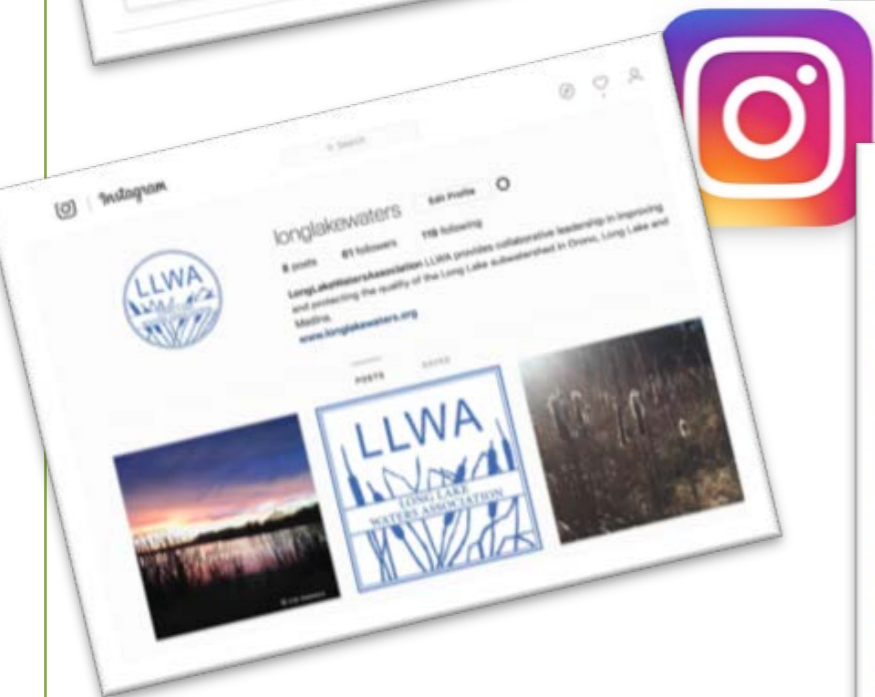 Instagram
Search
longlakewaters
Edit Profile
8 posts 61 followers 119 following
LongLakeWatersAssociation LLWA provides collaborative leadership in improving
and protecting the quality of the Long Lake subwatershed in Orono, Long Lake and
Medina.
www.longlakewaters.org
LLWA
POSTS SAVED
LLWA
LONG LAKE
WATERS ASSOCIATION